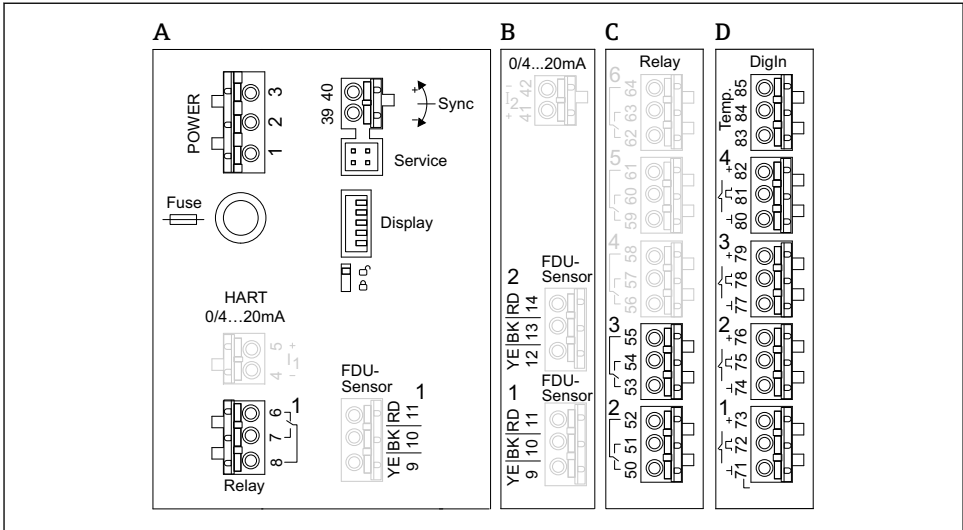 A
POWER
3
2
1
40
39
+
-
Sync
Service
Fuse
Display
HART
0/4...20mA
5 +
4 -
1
6
7
8
1
Relay
FDU-
Sensor
1
RD 11
BK 10
YE 9
B
0/4...20mA
- 42
2
+ 41
2
FDU-
Sensor
RD 14
BK 13
YE 12
1
FDU-
Sensor
RD 11
BK 10
YE 9
C
Relay
6
64
63
62
5
61
60
59
4
58
57
56
3
55
54
53
2
52
51
50
D
DigIn
Temp.
85
84
83
4
+ 82
81
80
3
+ 79
78
77
2
+ 76
75
74
1
+ 73
72
71